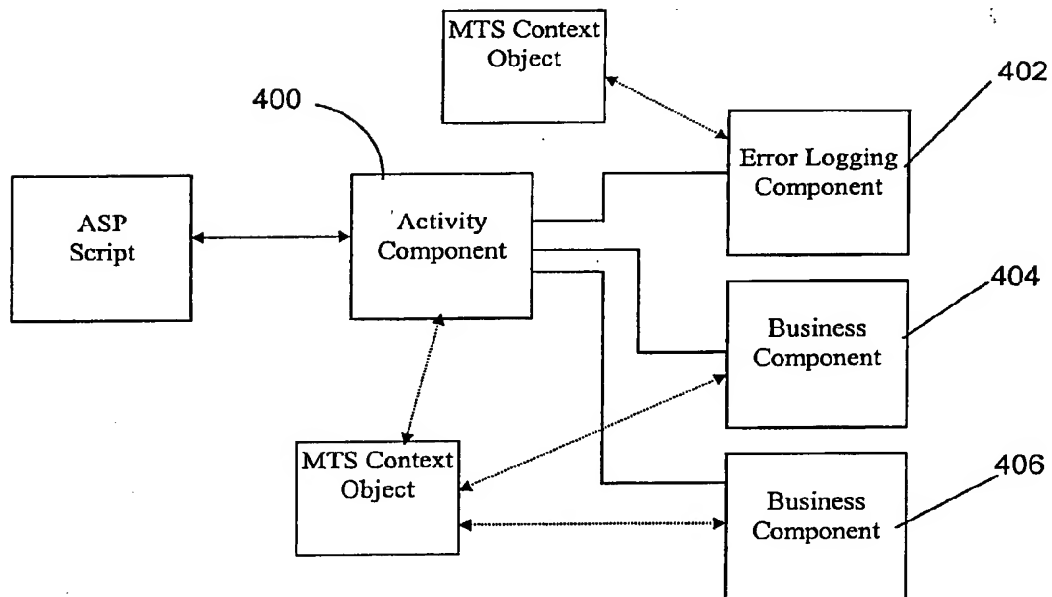 MTS Context
Object
402
400
Error Logging
Component
ASP
Script
Activity
Component
404
Business
Component
MTS Context
Object
406
Business
Component